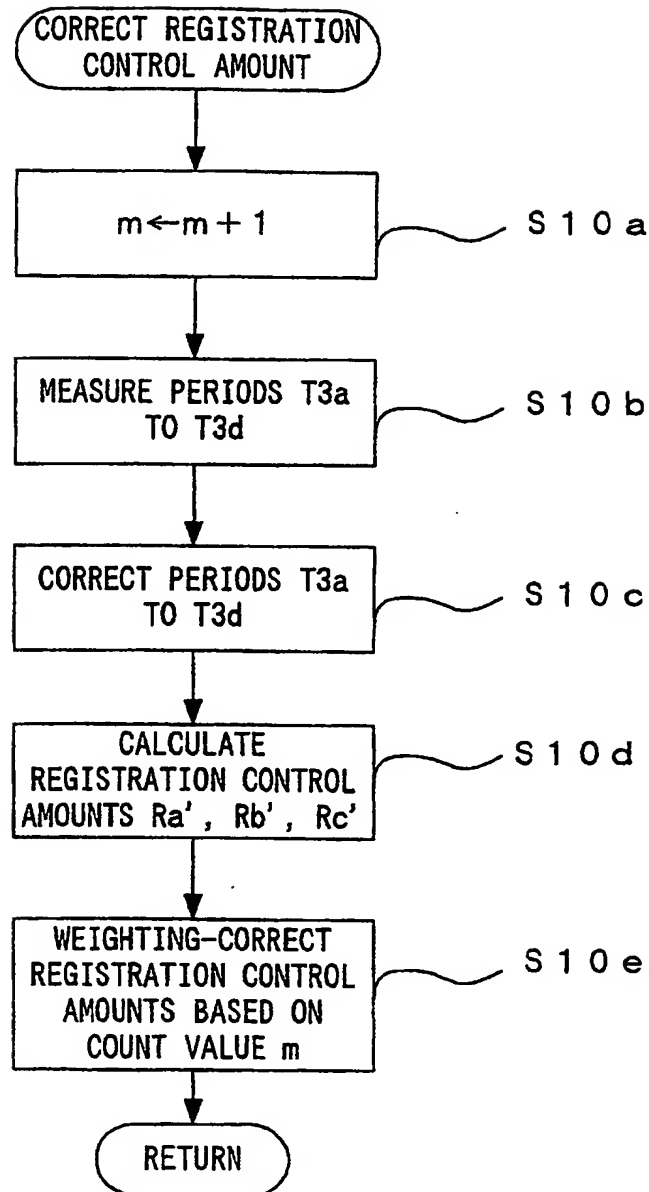 CORRECT REGISTRATION
CONTROL AMOUNT
m←m+1
S10a
MEASURE PERIODS T3a
TO T3d
S10b
CORRECT PERIODS T3a
TO T3d
S10c
CALCULATE
REGISTRATION CONTROL
AMOUNTS Ra', Rb', Rc'
S10d
WEIGHTING-CORRECT
REGISTRATION CONTROL
AMOUNTS BASED ON
COUNT VALUE m
S10e
RETURN